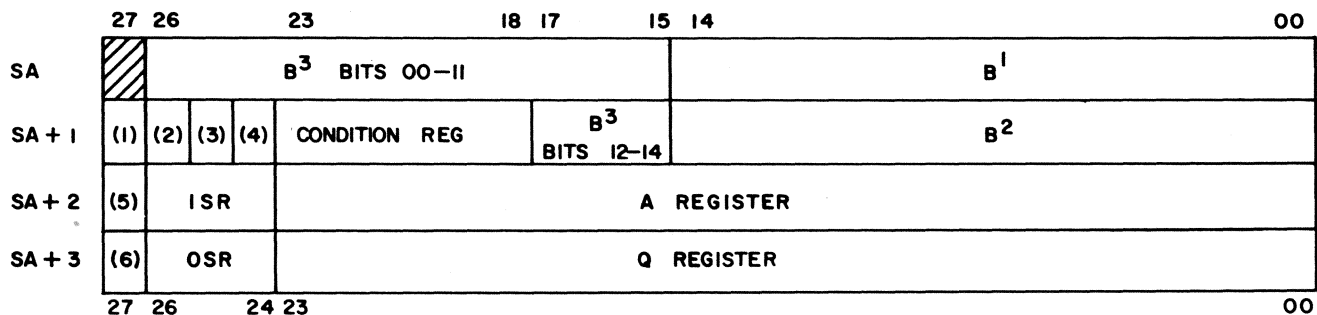 27 26 23 18 17 15 14 00
SA B³ BITS 00-11 B¹
SA + 1 (1) (2) (3) (4) CONDITION REG B³ BITS 12-14 B²
SA + 2 (5) ISR A REGISTER
SA + 3 (6) OSR Q REGISTER
27 26 24 23 00